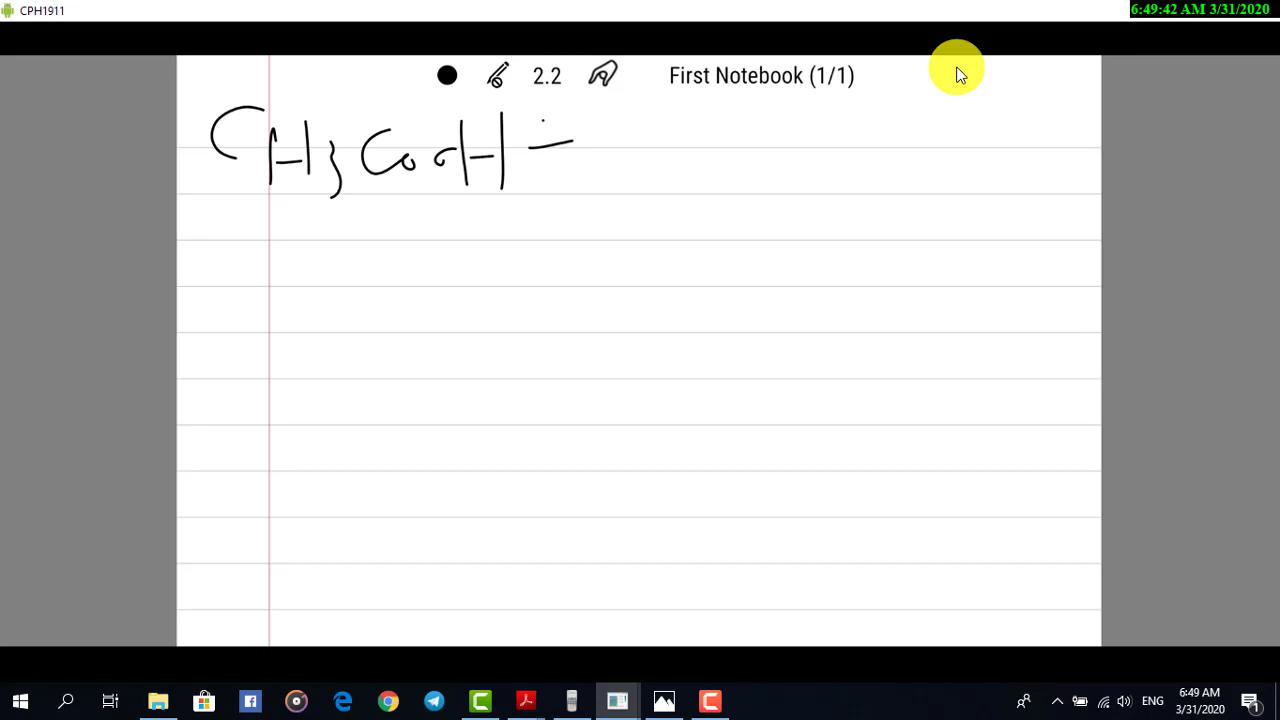 CPH1911
6:49:42 AM 3/31/2020
2.2 First Notebook (1/1)
CH3COOH
ENG
6:49 AM
3/31/2020
1